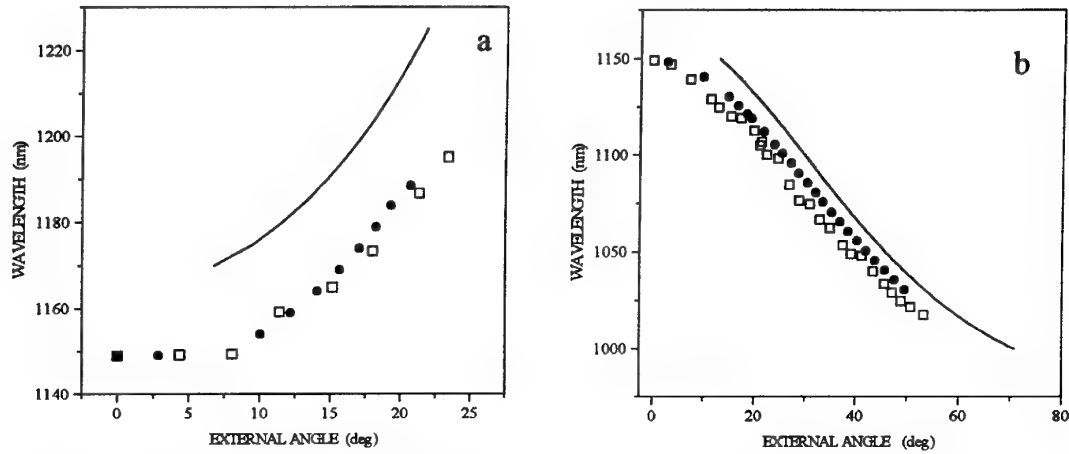 a
1220
1200
1180
1160
1140
WAVELENGTH (nm)
0 5 10 15 20 25
EXTERNAL ANGLE (deg)
b
1150
1100
1050
1000
WAVELENGTH (nm)
0 20 40 60 80
EXTERNAL ANGLE (deg)